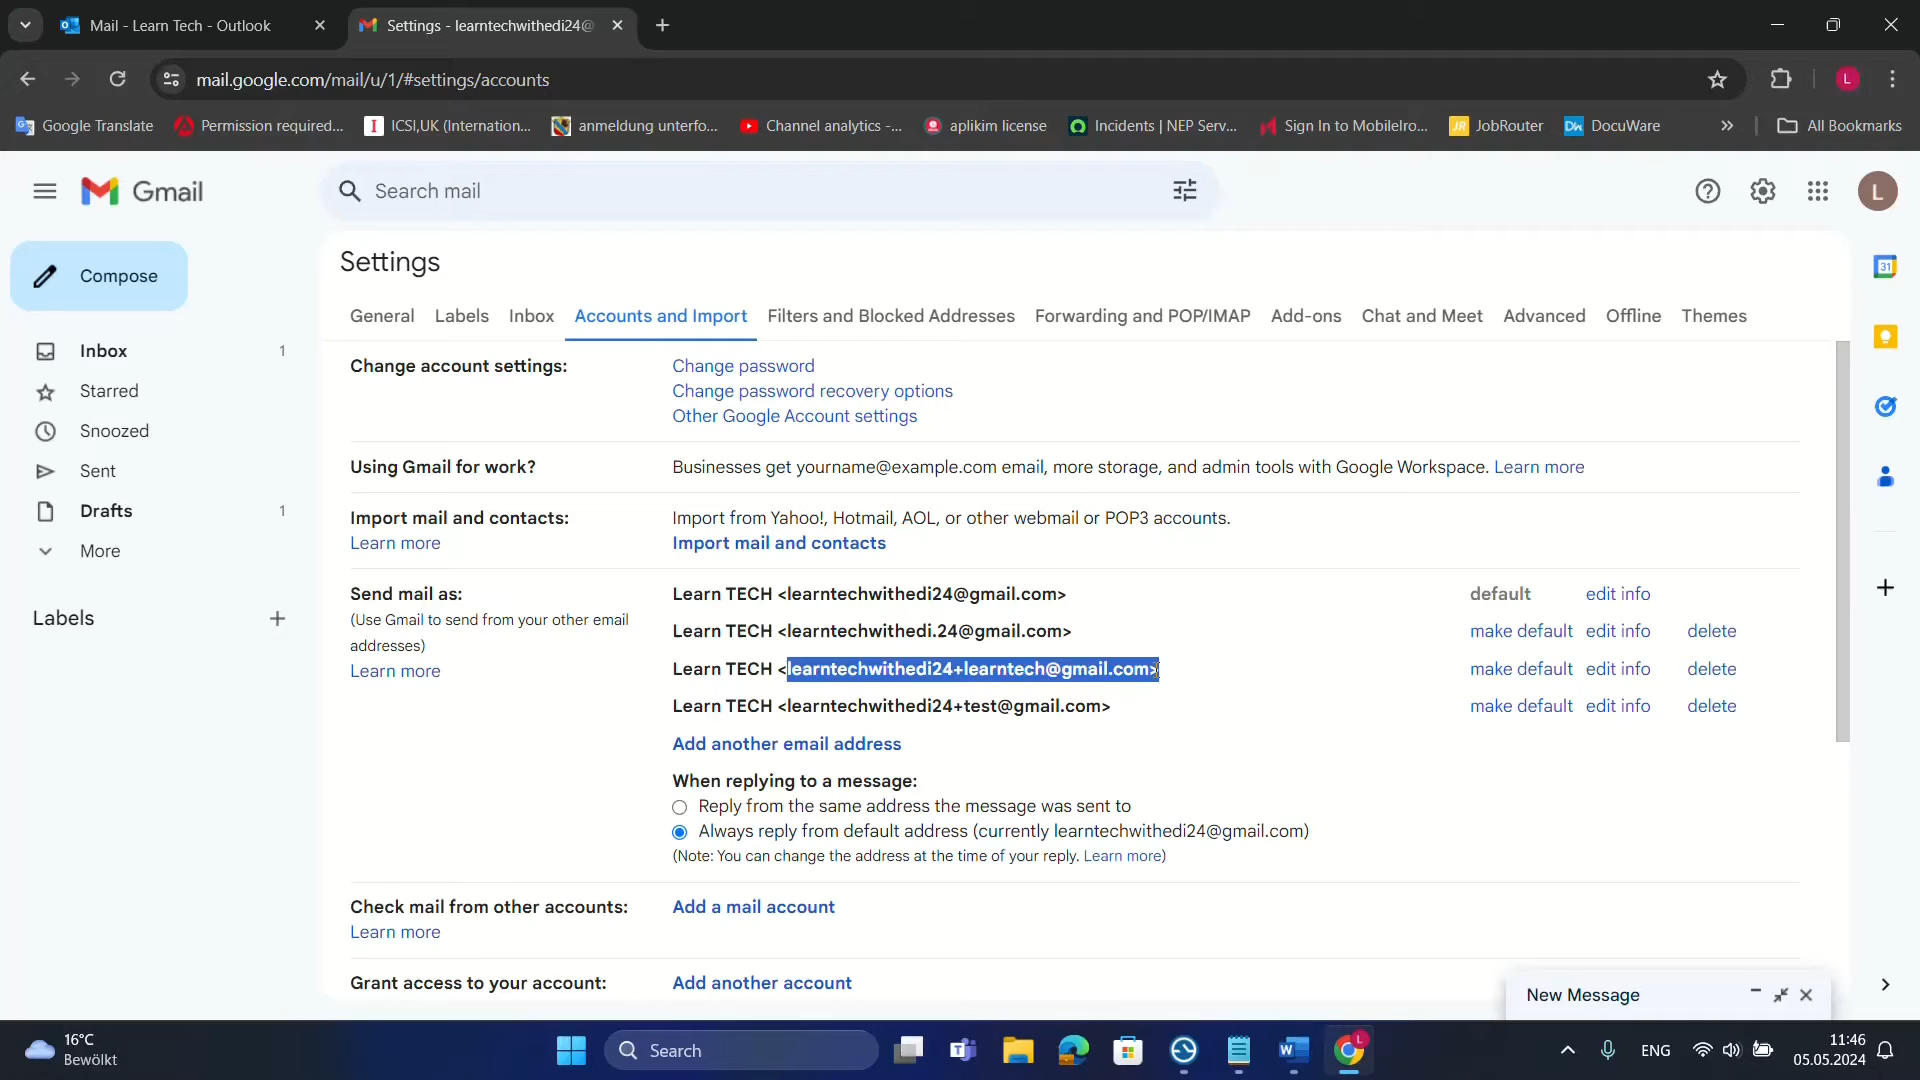 Mail - Learn Tech - Outlook
Settings - learntechwithedi24@
mail.google.com/mail/u/1/#settings/accounts
L
Google Translate
Permission required...
ICSI,UK (Internation...
anmeldung unterfo...
Channel analytics -...
aplikim license
Incidents | NEP Serv...
Sign In to MobileIro...
JR JobRouter
DW DocuWare
All Bookmarks
Gmail
Search mail
L
Compose
Settings
General Labels Inbox Accounts and Import Filters and Blocked Addresses Forwarding and POP/IMAP Add-ons Chat and Meet Advanced Offline Themes
Inbox 1
Starred
Snoozed
Sent
Drafts 1
More
Labels
31
Change account settings: Change password
Change password recovery options
Other Google Account settings
Using Gmail for work? Businesses get yourname@example.com email, more storage, and admin tools with Google Workspace. Learn more
Import mail and contacts: Import from Yahoo!, Hotmail, AOL, or other webmail or POP3 accounts.
Learn more Import mail and contacts
Send mail as: Learn TECH <learntechwithedi24@gmail.com> default edit info
(Use Gmail to send from your other email
addresses)
Learn more
Learn TECH <learntechwithedi.24@gmail.com> make default edit info delete
Learn TECH <learntechwithedi24+learntech@gmail.com> make default edit info delete
Learn TECH <learntechwithedi24+test@gmail.com> make default edit info delete
Add another email address
When replying to a message:
Reply from the same address the message was sent to
Always reply from default address (currently learntechwithedi24@gmail.com)
(Note: You can change the address at the time of your reply. Learn more)
Check mail from other accounts: Add a mail account
Learn more
Grant access to your account: Add another account
New Message
16°C
Bewölkt
Search
L
ENG
11:46
05.05.2024